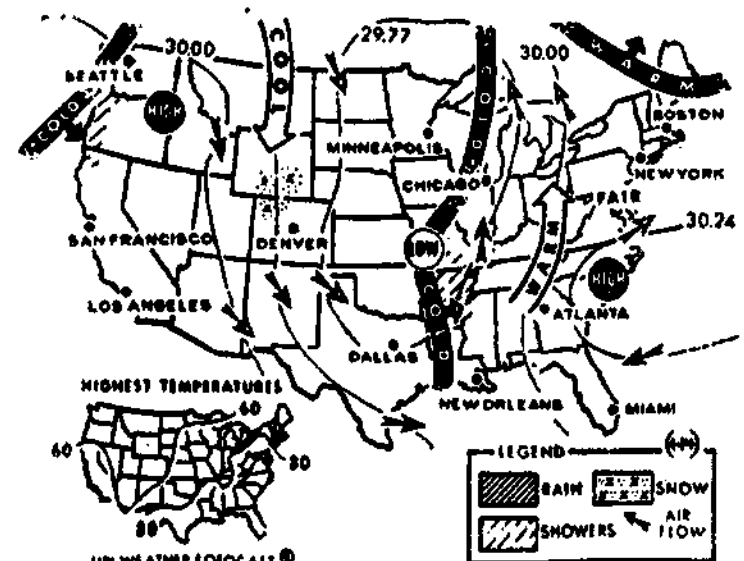 30.00
COLD
29.77
30.00
WARM
SEATTLE
COLD
HIGH
COLD
BOSTON
MINNEAPOLIS
NEW YORK
CHICAGO
FAIR
30.24
SAN FRANCISCO
DENVER
LOW
WARM
HIGH
LOS ANGELES
COLD
ATLANTA
DALLAS
HIGHEST TEMPERATURES
NEW ORLEANS
MIAMI
60
60
80
80
LEGEND
RAIN
SNOW
SHOWERS
AIR
FLOW